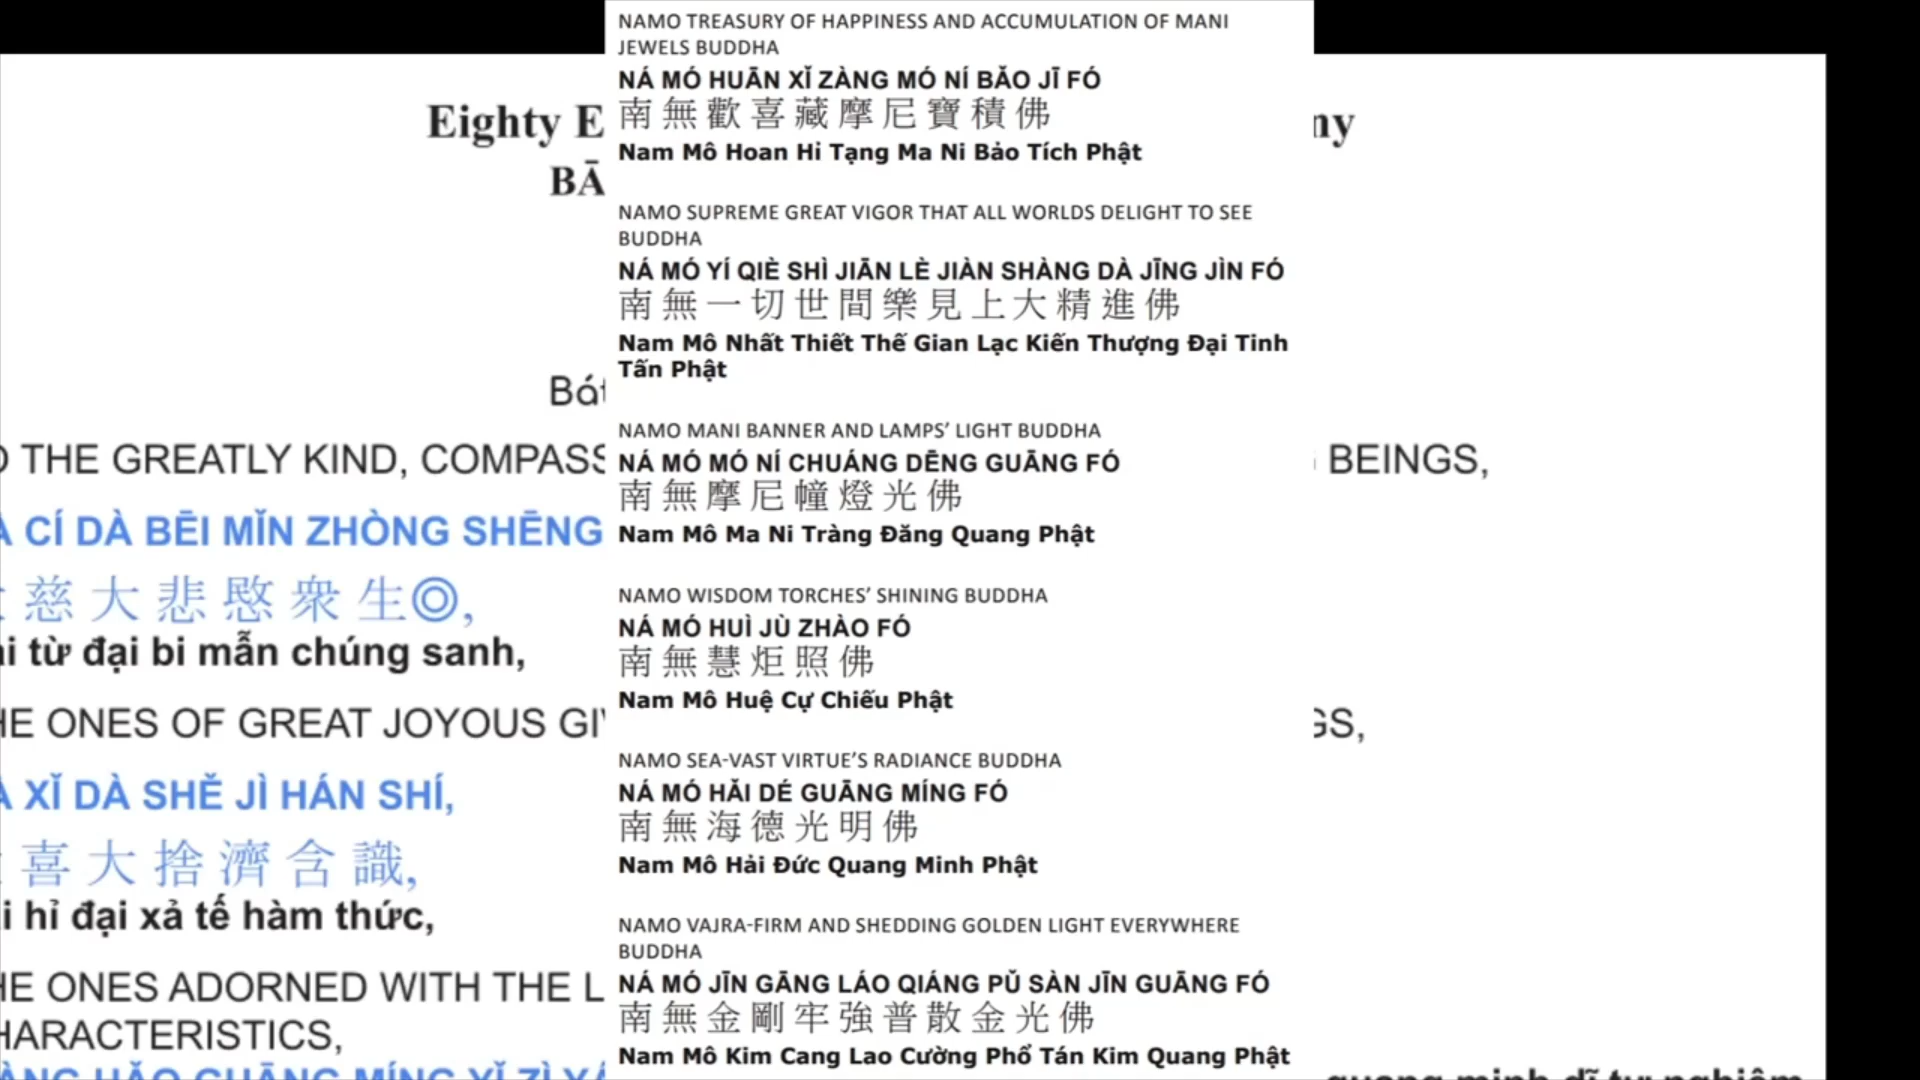 NAMO TREASURY OF HAPPINESS AND ACCUMULATION OF MANI
JEWELS BUDDHA
NÁ MÓ HUĀN XǏ ZÀNG MÓ NÍ BǍO JĪ FÓ
南無歡喜藏摩尼寶積佛
Nam Mô Hoan Hỉ Tạng Ma Ni Bảo Tích Phật
NAMO SUPREME GREAT VIGOR THAT ALL WORLDS DELIGHT TO SEE
BUDDHA
NÁ MÓ YÍ QIÈ SHÌ JIĀN LÈ JIÀN SHÀNG DÀ JĪNG JÌN FÓ
南無一切世間樂見上大精進佛
Nam Mô Nhất Thiết Thế Gian Lạc Kiến Thượng Đại Tinh
Tấn Phật
NAMO MANI BANNER AND LAMPS’ LIGHT BUDDHA
NÁ MÓ MÓ NÍ CHUÁNG DĒNG GUĀNG FÓ
南無摩尼幢燈光佛
Nam Mô Ma Ni Tràng Đăng Quang Phật
NAMO WISDOM TORCHES’ SHINING BUDDHA
NÁ MÓ HUÌ JÙ ZHÀO FÓ
南無慧炬照佛
Nam Mô Huệ Cự Chiếu Phật
NAMO SEA-VAST VIRTUE’S RADIANCE BUDDHA
NÁ MÓ HǍI DÉ GUĀNG MÍNG FÓ
南無海德光明佛
Nam Mô Hải Đức Quang Minh Phật
NAMO VAJRA-FIRM AND SHEDDING GOLDEN LIGHT EVERYWHERE
BUDDHA
NÁ MÓ JĪN GĀNG LÁO QIÁNG PǓ SÀN JĪN GUĀNG FÓ
南無金剛牢強普散金光佛
Nam Mô Kim Cang Lao Cường Phổ Tán Kim Quang Phật
Eighty E
BĀ
THE GREATLY KIND, COMPASS
BEINGS,
CÍ DÀ BĒI MǏN ZHÒNG SHĒNG
慈大悲愍衆生◎,
từ đại bi mẫn chúng sanh,
ONES OF GREAT JOYOUS
XǏ DÀ SHĚ JÌ HÁN SHÍ,
喜大捨濟含識,
hỉ đại xả tế hàm thức,
ONES ADORNED WITH THE L
HARACTERISTICS,